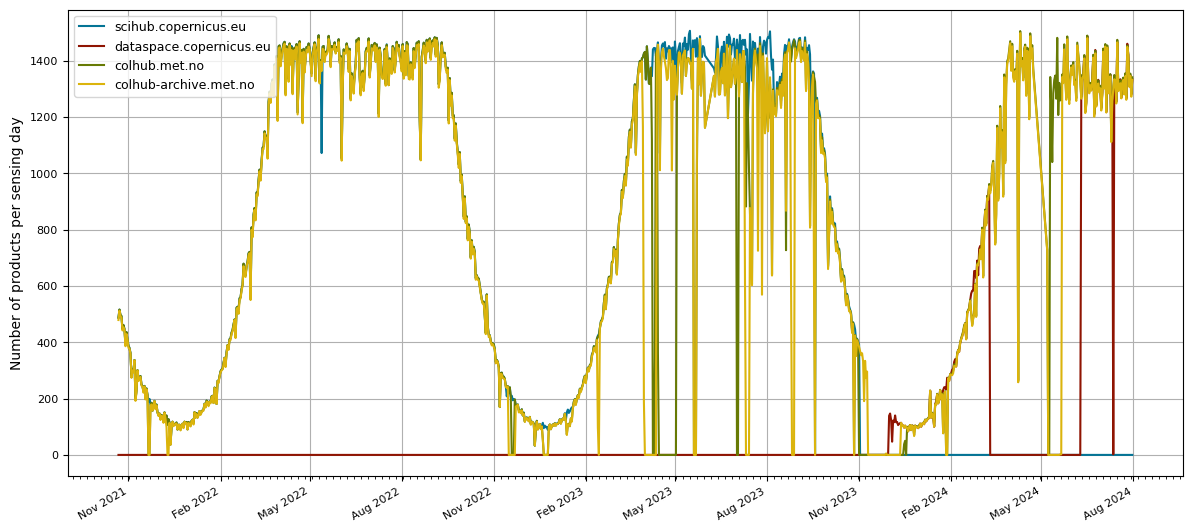 scihub.copernicus.eu
dataspace.copernicus.eu
colhub.met.no
colhub-archive.met.no
Number of products per sensing day
1400
1200
1000
800
600
400
200
0
Nov 2021
Feb 2022
May 2022
Aug 2022
Nov 2022
Feb 2023
May 2023
Aug 2023
Nov 2023
Feb 2024
May 2024
Aug 2024